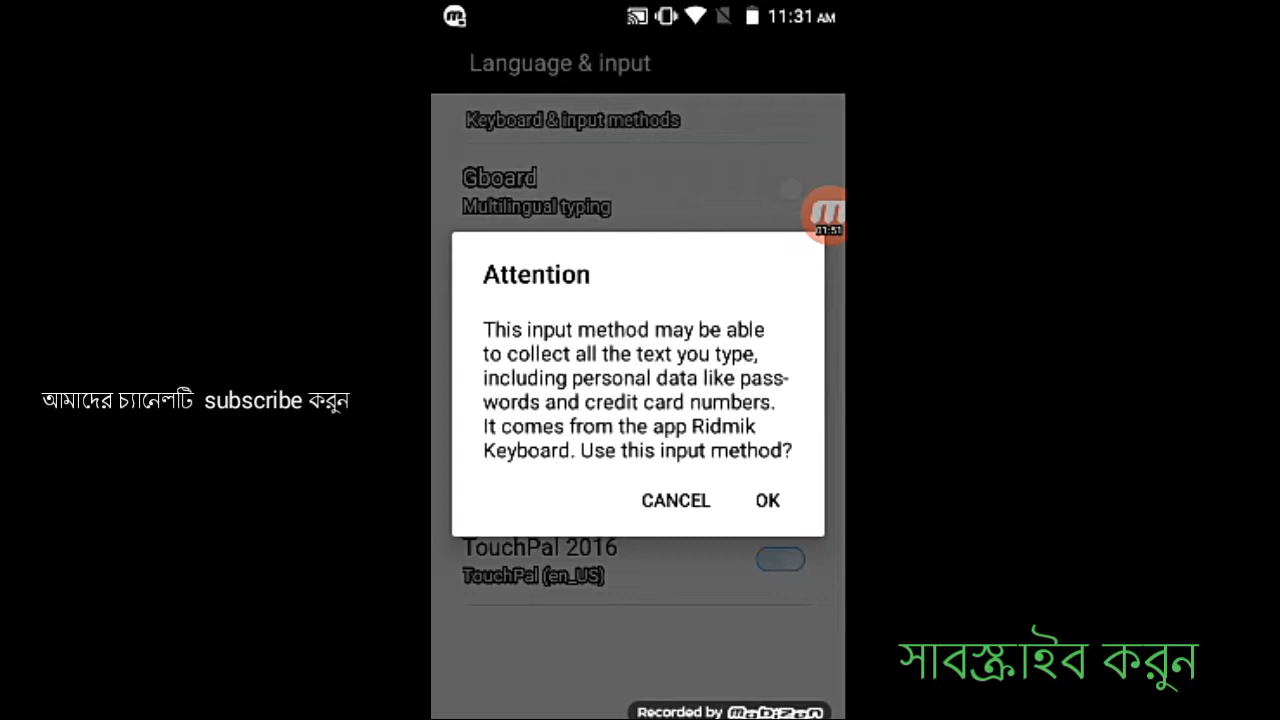 11:31 AM
Language & input
Keyboard & input methods
Gboard
Multilingual typing
01:51
Attention
This input method may be able
to collect all the text you type,
including personal data like pass-
words and credit card numbers.
It comes from the app Ridmik
Keyboard. Use this input method?
CANCEL OK
আমাদের চ্যানেলটি subscribe করুন
TouchPal 2016
TouchPal (en_US)
সাবস্ক্রাইব করুন
Recorded by MOBIZEN